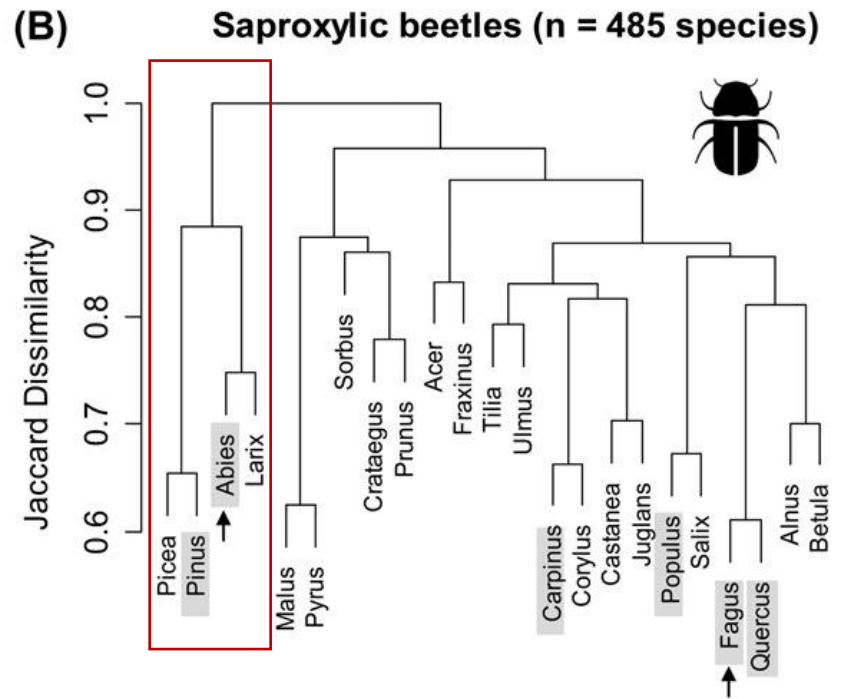 (B) Saproxylic beetles (n = 485 species)
Jaccard Dissimilarity
1.0
0.9
0.8
0.7
0.6
Picea
Pinus
Abies
Larix
Malus
Pyrus
Sorbus
Crataegus
Prunus
Acer
Fraxinus
Tilia
Ulmus
Carpinus
Corylus
Castanea
Juglans
Populus
Salix
Fagus
Quercus
Alnus
Betula